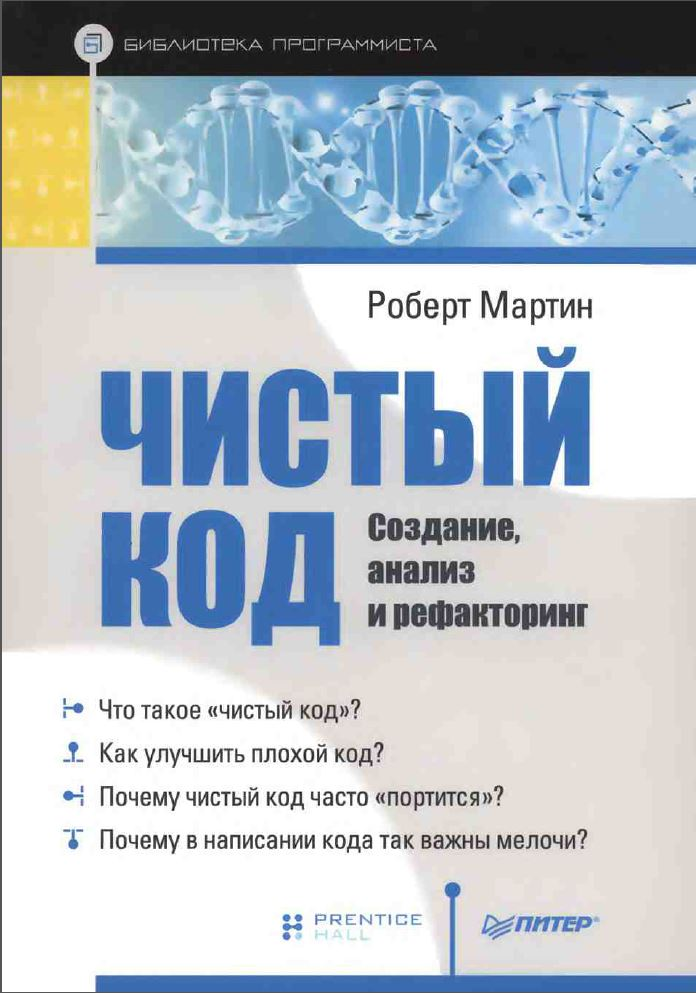 БИБЛИОТЕКА ПРОГРАММИСТА
Роберт Мартин
ЧИСТЫЙ
КОД
Создание,
анализ
и рефакторинг
Что такое «чистый код»?
Как улучшить плохой код?
Почему чистый код часто «портится»?
Почему в написании кода так важны мелочи?
PRENTICE
HALL
ПИТЕР®